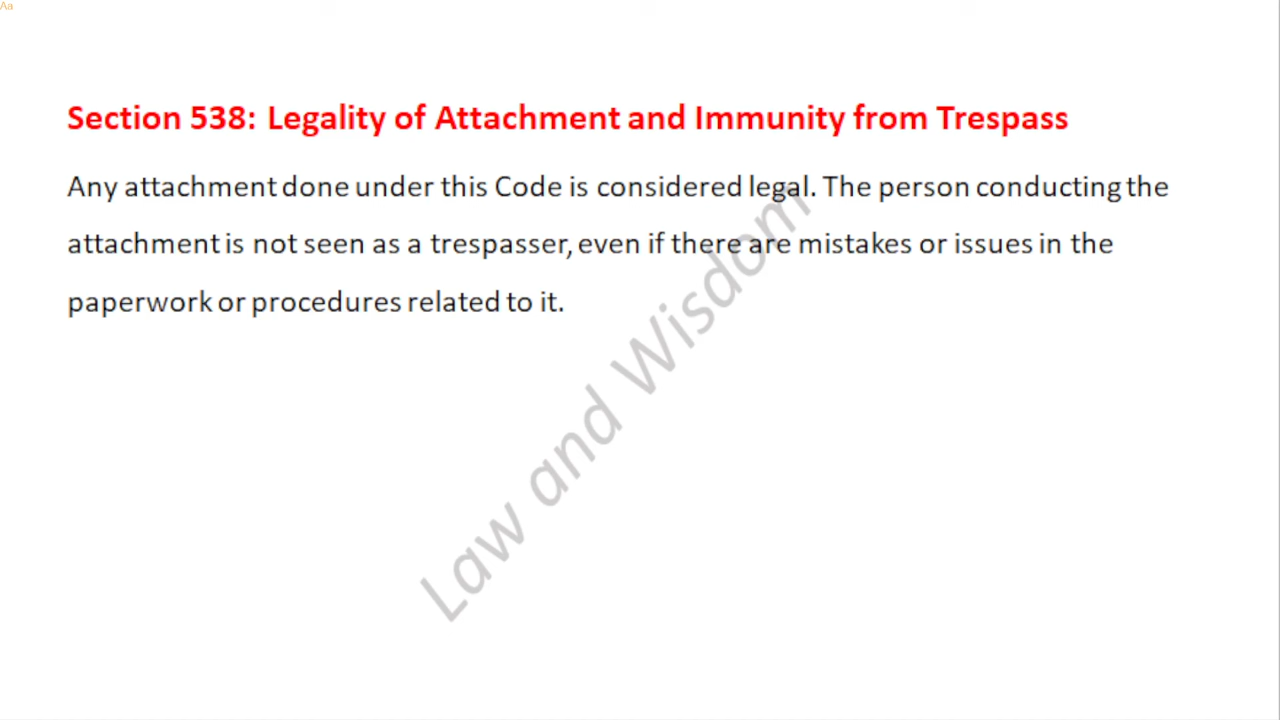 Aa
Section 538: Legality of Attachment and Immunity from Trespass
Any attachment done under this Code is considered legal. The person conducting the
attachment is not seen as a trespasser, even if there are mistakes or issues in the
paperwork or procedures related to it.
Law and Wisdom